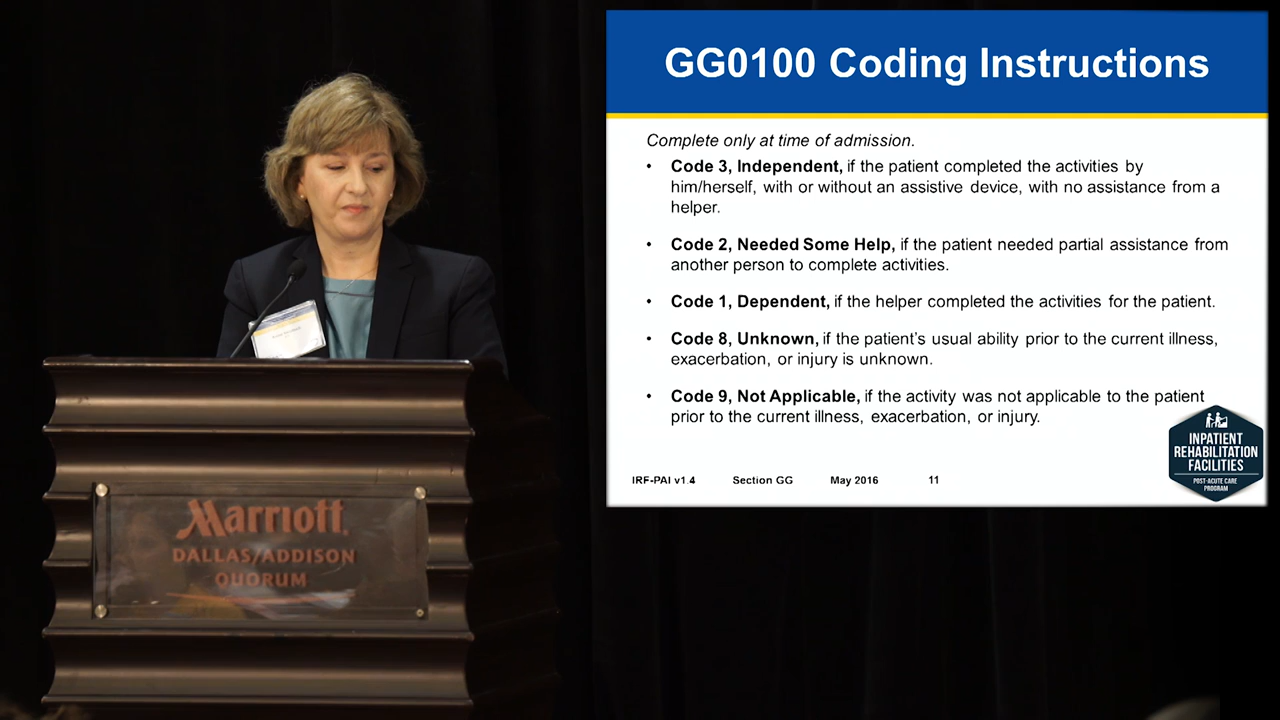 GG0100 Coding Instructions
Complete only at time of admission.
• Code 3, Independent, if the patient completed the activities by
him/herself, with or without an assistive device, with no assistance from a
helper.
• Code 2, Needed Some Help, if the patient needed partial assistance from
another person to complete activities.
• Code 1, Dependent, if the helper completed the activities for the patient.
• Code 8, Unknown, if the patient's usual ability prior to the current illness,
exacerbation, or injury is unknown.
• Code 9, Not Applicable, if the activity was not applicable to the patient
prior to the current illness, exacerbation, or injury.
IRF-PAI v1.4 Section GG May 2016 11
INPATIENT
REHABILITATION
FACILITIES
POST-ACUTE CARE
PROGRAM
Marriott
DALLAS/ADDISON
QUORUM